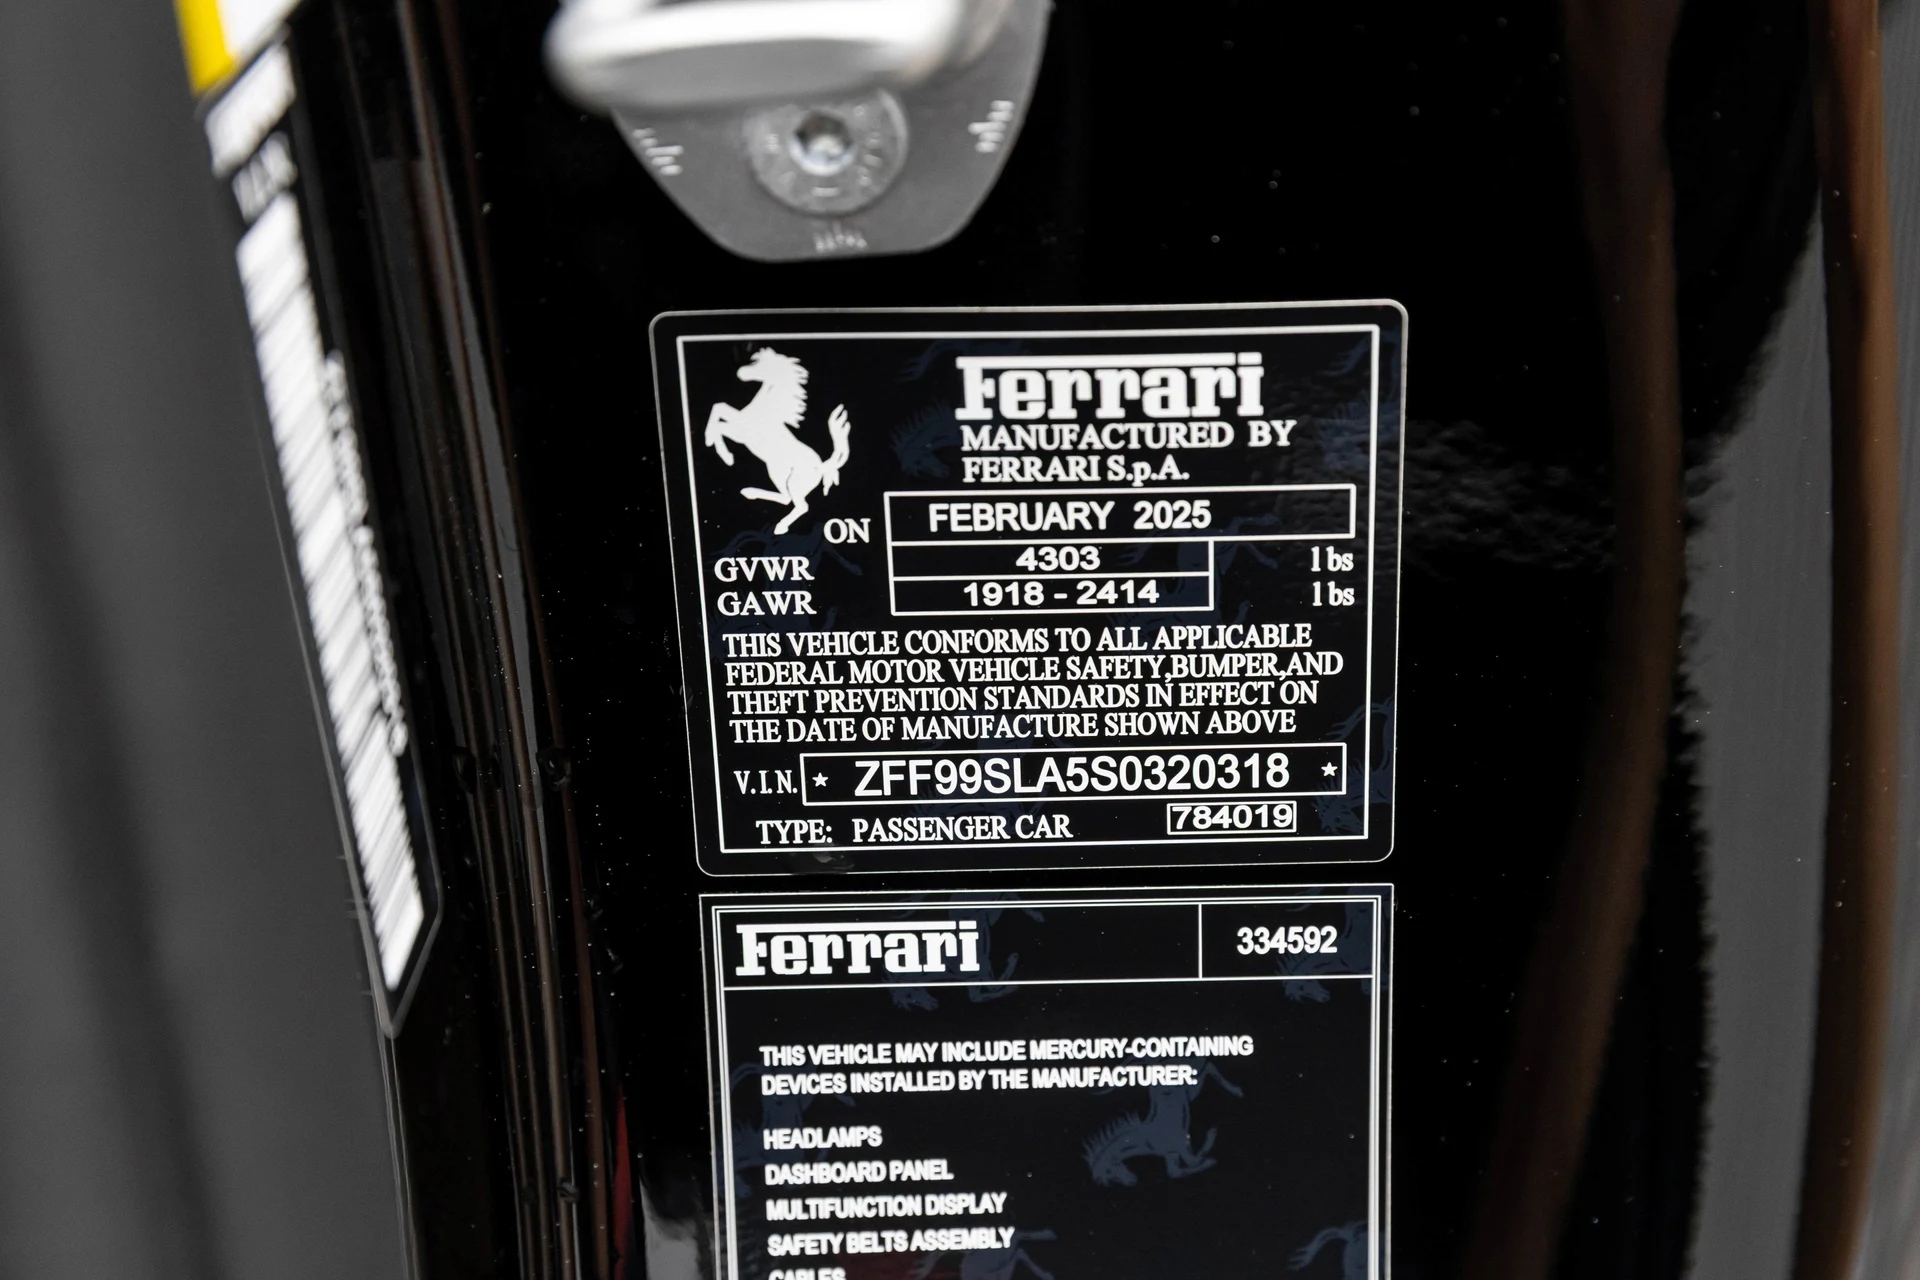 Ferrari
MANUFACTURED BY
FERRARI S.p.A.
ON FEBRUARY 2025
GVWR 4303 lbs
GAWR 1918 - 2414 lbs
THIS VEHICLE CONFORMS TO ALL APPLICABLE
FEDERAL MOTOR VEHICLE SAFETY,BUMPER,AND
THEFT PREVENTION STANDARDS IN EFFECT ON
THE DATE OF MANUFACTURE SHOWN ABOVE
V.I.N. ★ ZFF99SLA5S0320318 ★
TYPE: PASSENGER CAR 784019
Ferrari 334592
THIS VEHICLE MAY INCLUDE MERCURY-CONTAINING
DEVICES INSTALLED BY THE MANUFACTURER:
HEADLAMPS
DASHBOARD PANEL
MULTIFUNCTION DISPLAY
SAFETY BELTS ASSEMBLY
CABLES